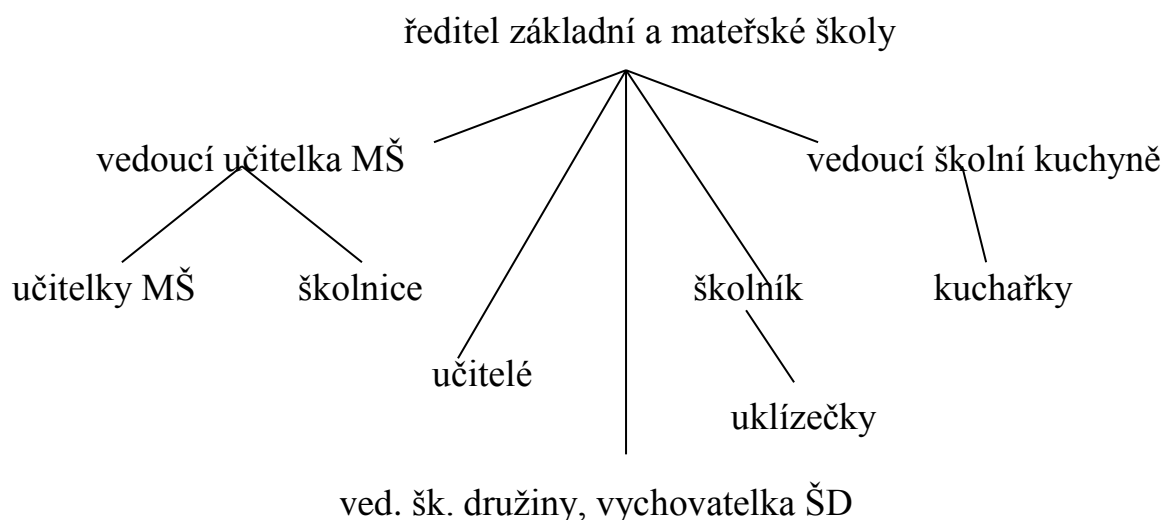 ředitel základní a mateřské školy
vedoucí učitelka MŠ
vedoucí školní kuchyně
učitelky MŠ
školnice
školník
kuchařky
učitelé
uklízečky
ved. šk. družiny, vychovatelka ŠD